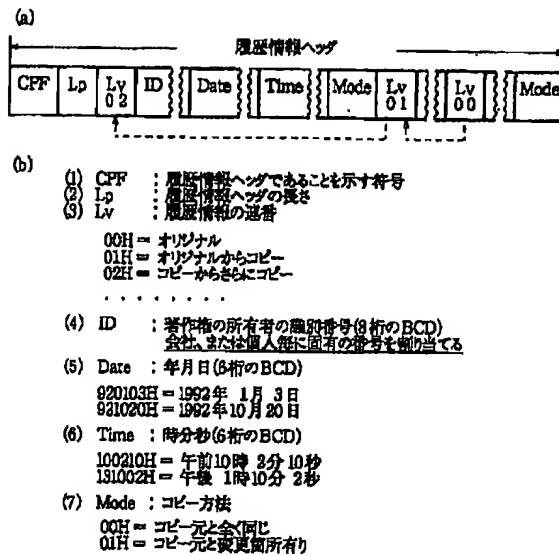 (a)
履歴情報ヘッダ
CPF Lp Lv 02 ID Date Time Mode Lv 01 Lv 00 Mode
(b)
(1) CPF : 履歴情報ヘッダであることを示す符号
(2) Lp : 履歴情報ヘッダの長さ
(3) Lv : 履歴情報の連番
00H= オリジナル
01H= オリジナルからコピー
02H= コピーからさらにコピー
. . . . . . . .
(4) ID : 著作権の所有者の識別番号(8桁のBCD)
会社、または個人毎に固有の番号を割り当てる
(5) Date : 年月日(6桁のBCD)
920103H=1992年 1月 3日
921020H=1992年10月20日
(6) Time : 時分秒(6桁のBCD)
100210H= 午前10時 2分10秒
131002H= 午後 1時10分 2秒
(7) Mode : コピー方法
00H= コピー元と全く同じ
01H= コピー元と変更箇所有り